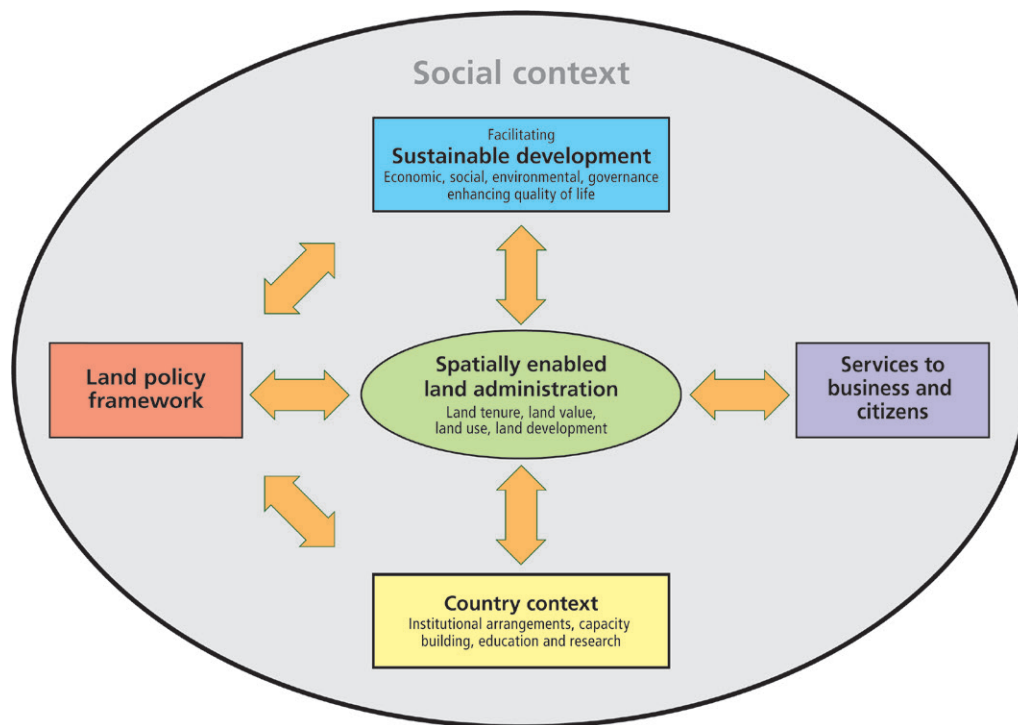 Social context
Facilitating
Sustainable development
Economic, social, environmental, governance
enhancing quality of life
Land policy
framework
Spatially enabled
land administration
Land tenure, land value,
land use, land development
Services to
business and
citizens
Country context
Institutional arrangements, capacity
building, education and research